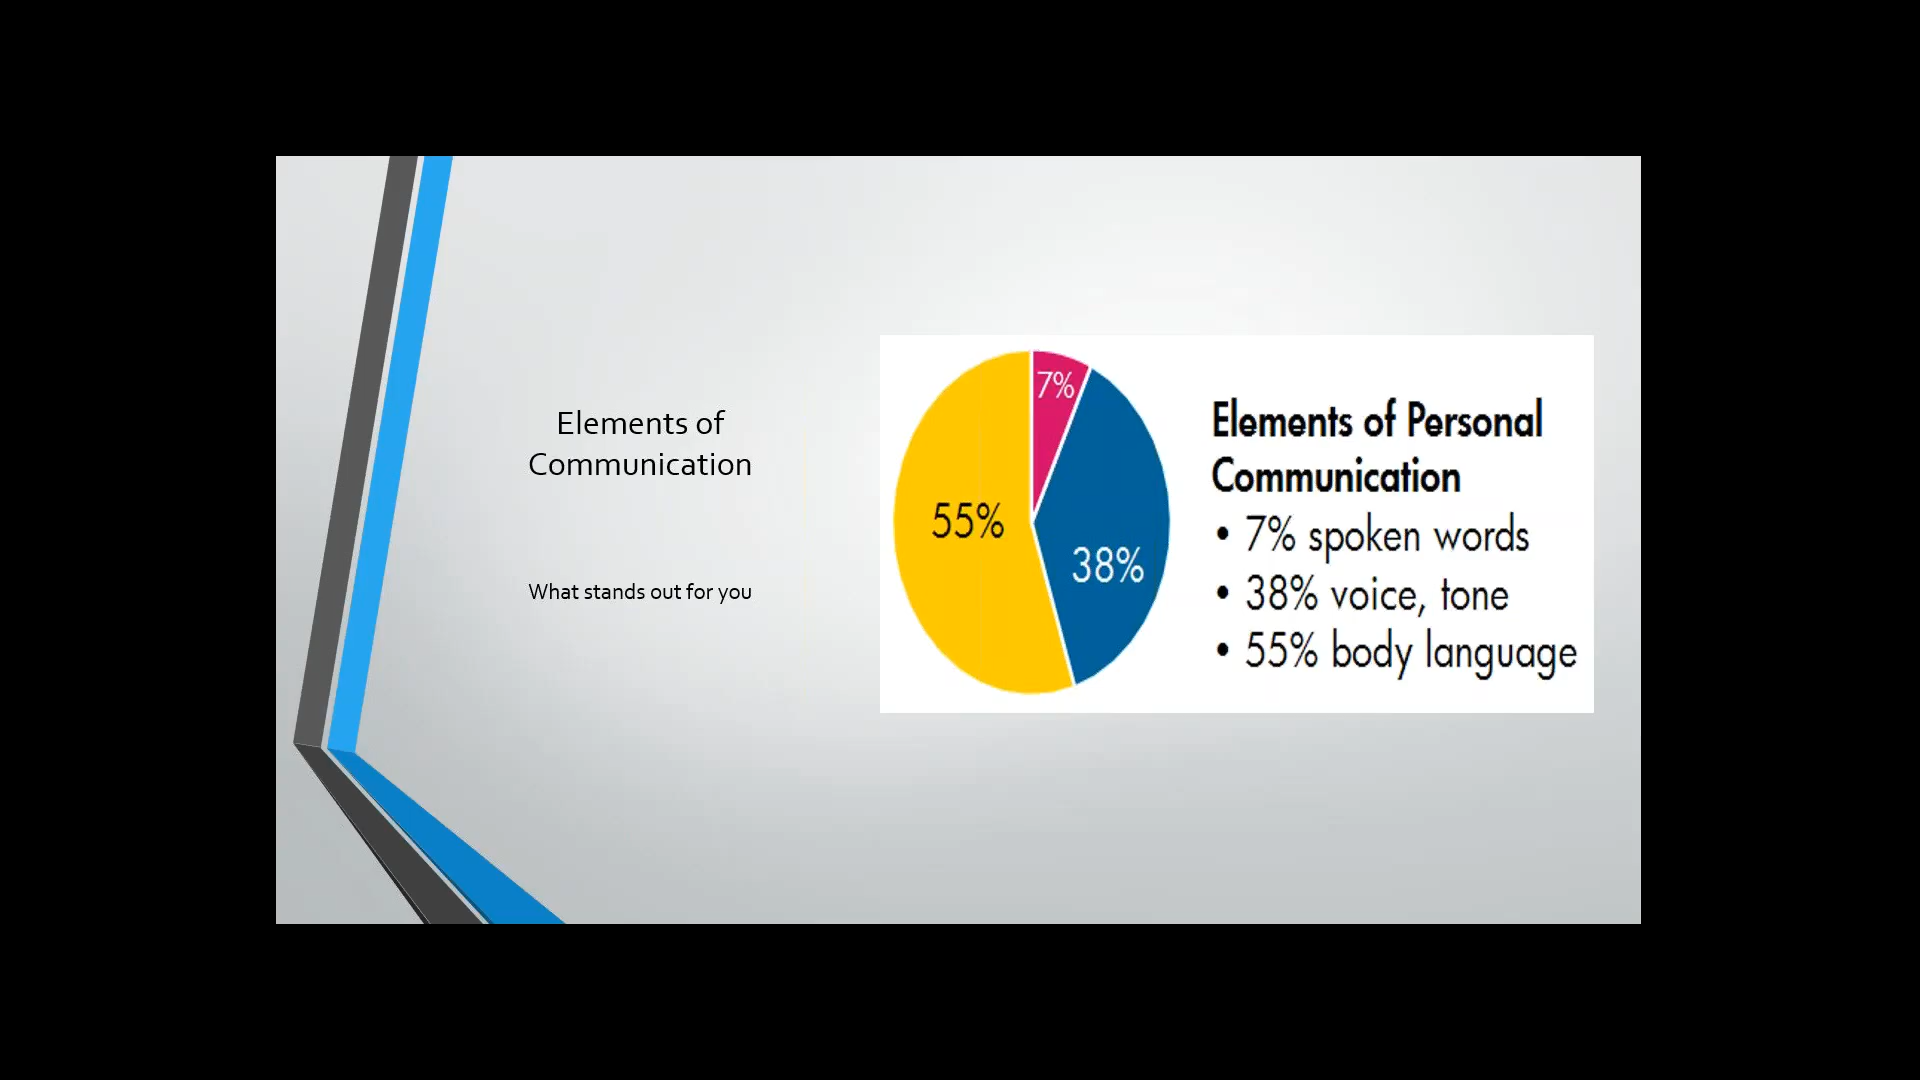 Elements of
Communication
What stands out for you
7%
55%
38%
Elements of Personal
Communication
• 7% spoken words
• 38% voice, tone
• 55% body language